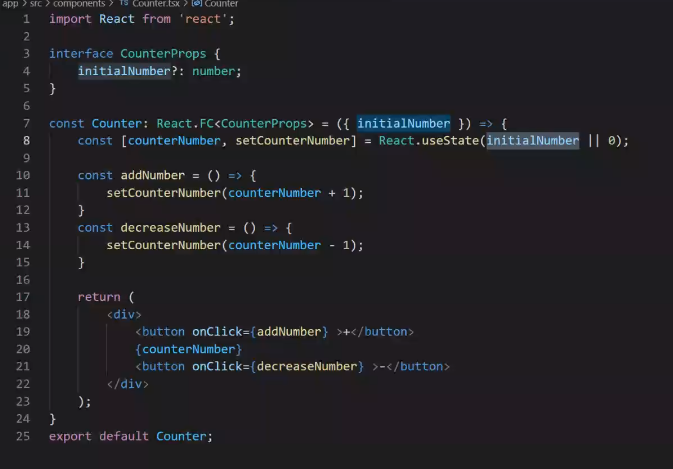 app > src > components > TS Counter.tsx > Counter
1 import React from 'react';
2
3 interface CounterProps {
4     initialNumber?: number;
5 }
6
7 const Counter: React.FC<CounterProps> = ({ initialNumber }) => {
8     const [counterNumber, setCounterNumber] = React.useState(initialNumber || 0);
9
10     const addNumber = () => {
11         setCounterNumber(counterNumber + 1);
12     }
13     const decreaseNumber = () => {
14         setCounterNumber(counterNumber - 1);
15     }
16
17     return (
18         <div>
19             <button onClick={addNumber} >+</button>
20             {counterNumber}
21             <button onClick={decreaseNumber} >-</button>
22         </div>
23     );
24 }
25 export default Counter;